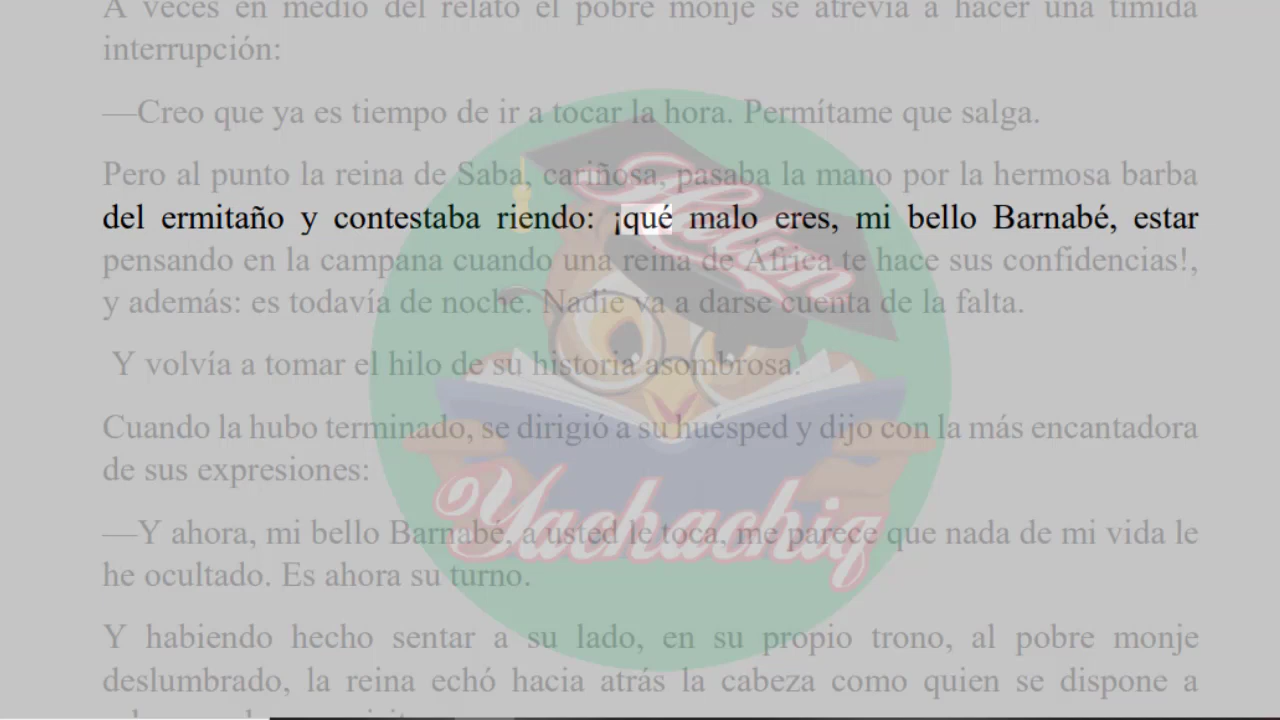 A veces en medio del relato el pobre monje se atrevía a hacer una tímida
interrupción:
—Creo que ya es tiempo de ir a tocar la hora. Permítame que salga.
Pero al punto la reina de Saba, cariñosa, pasaba la mano por la hermosa barba
del ermitaño y contestaba riendo: ¡qué malo eres, mi bello Barnabé, estar
pensando en la campana cuando una reina de África te hace sus confidencias!,
y además: es todavía de noche. Nadie va a darse cuenta de la falta.
Y volvía a tomar el hilo de su historia asombrosa.
Cuando la hubo terminado, se dirigió a su huésped y dijo con la más encantadora
de sus expresiones:
—Y ahora, mi bello Barnabé, a usted le toca, me parece que nada de mi vida le
he ocultado. Es ahora su turno.
Y habiendo hecho sentar a su lado, en su propio trono, al pobre monje
deslumbrado, la reina echó hacia atrás la cabeza como quien se dispone a
Yachachiq